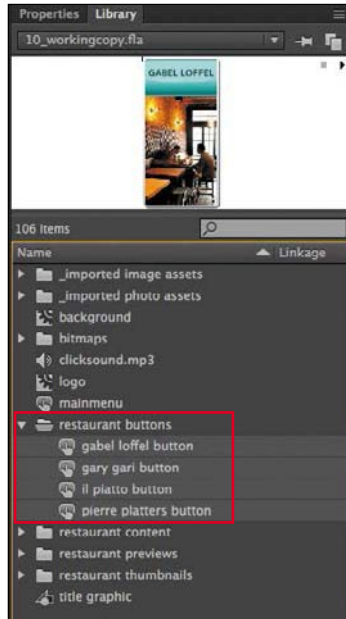 Properties Library
10_workingcopy.fla
GABEL LOFFEL
106 Items
Name Linkage
_imported image assets
_imported photo assets
background
bitmaps
clicksound.mp3
logo
mainmenu
restaurant buttons
gabel loffel button
gary gari button
il piatto button
pierre platters button
restaurant content
restaurant previews
restaurant thumbnails
title graphic